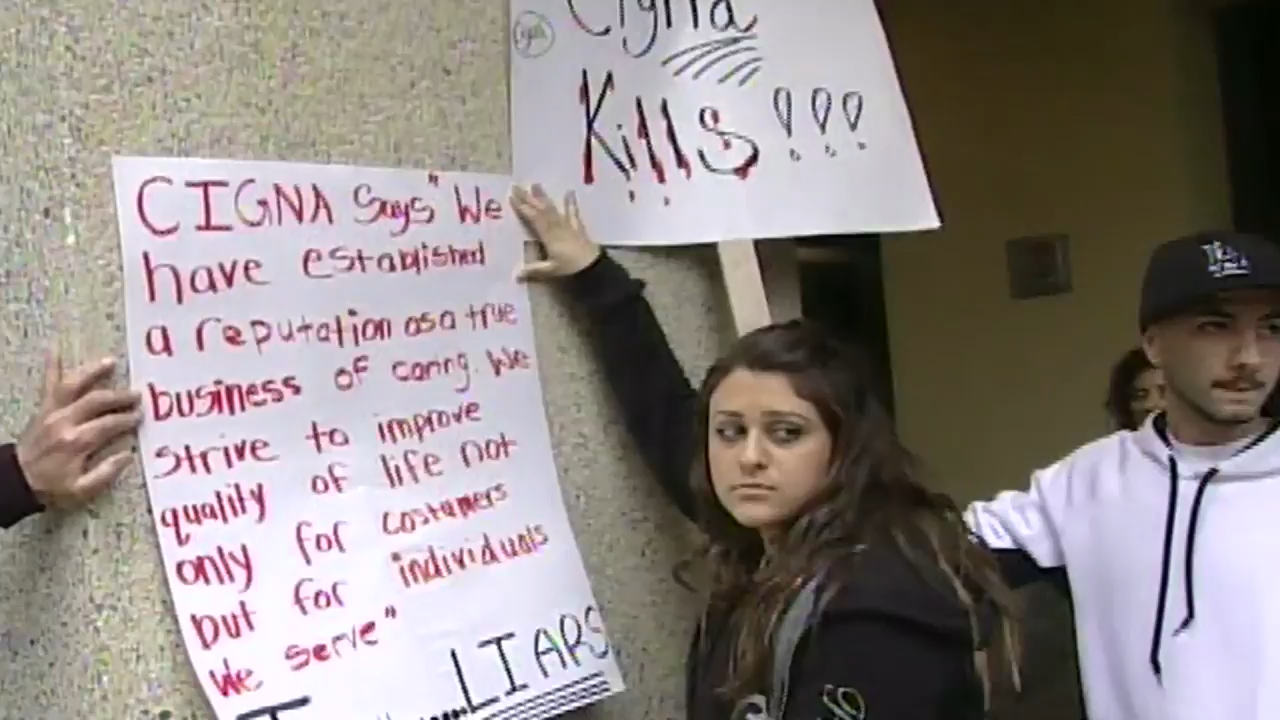 Cigna
Kills!!!
CIGNA Says "We
have established
a reputation as a true
business of caring. We
strive to improve
quality of life not
only for costumers
but for individuals
we serve"
LIARS